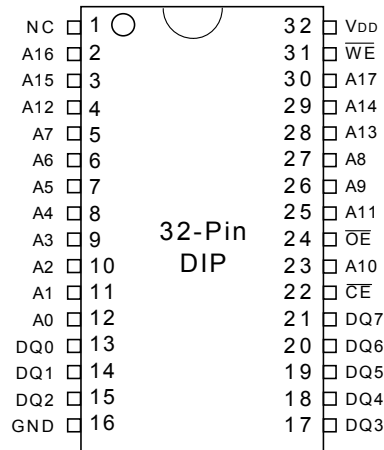 NC 1 32 VDD
A16 2 31 W̅E̅
A15 3 30 A17
A12 4 29 A14
A7 5 28 A13
A6 6 27 A8
A5 7 26 A9
A4 8 25 A11
A3 9 24 O̅E̅
A2 10 23 A10
A1 11 22 C̅E̅
A0 12 21 DQ7
DQ0 13 20 DQ6
DQ1 14 19 DQ5
DQ2 15 18 DQ4
GND 16 17 DQ3
32-Pin
DIP